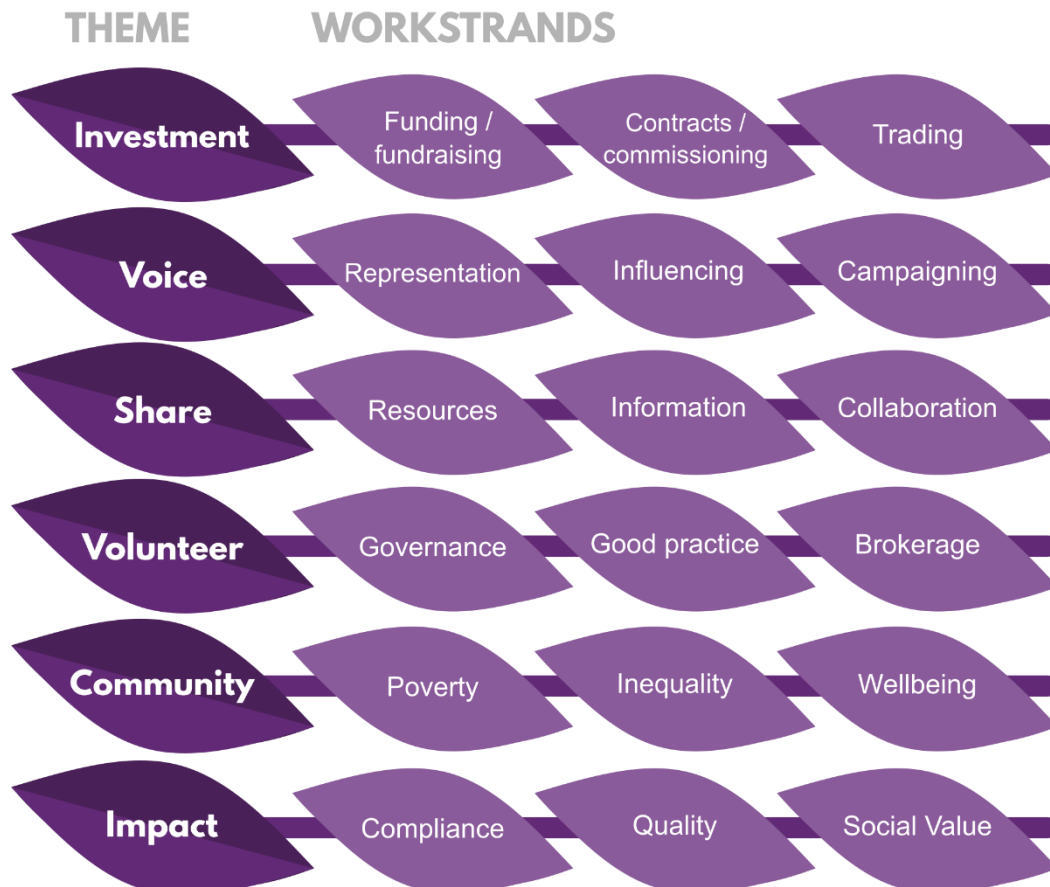 THEME WORKSTRANDS
Investment Funding / fundraising Contracts / commissioning Trading
Voice Representation Influencing Campaigning
Share Resources Information Collaboration
Volunteer Governance Good practice Brokerage
Community Poverty Inequality Wellbeing
Impact Compliance Quality Social Value